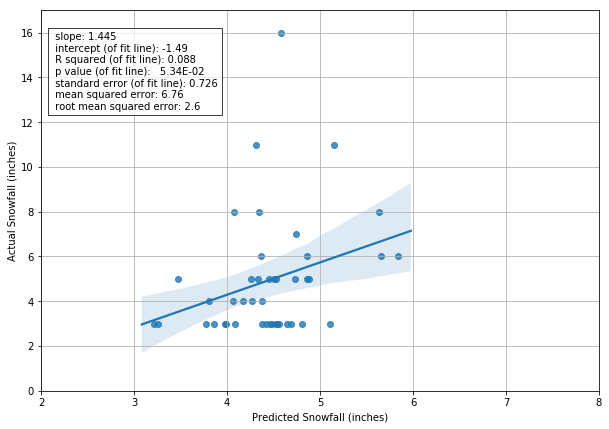 16
14
12
10
8
6
4
2
0
Actual Snowfall (inches)
slope: 1.445
intercept (of fit line): -1.49
R squared (of fit line): 0.088
p value (of fit line): 5.34E-02
standard error (of fit line): 0.726
mean squared error: 6.76
root mean squared error: 2.6
2 3 4 5 6 7 8
Predicted Snowfall (inches)